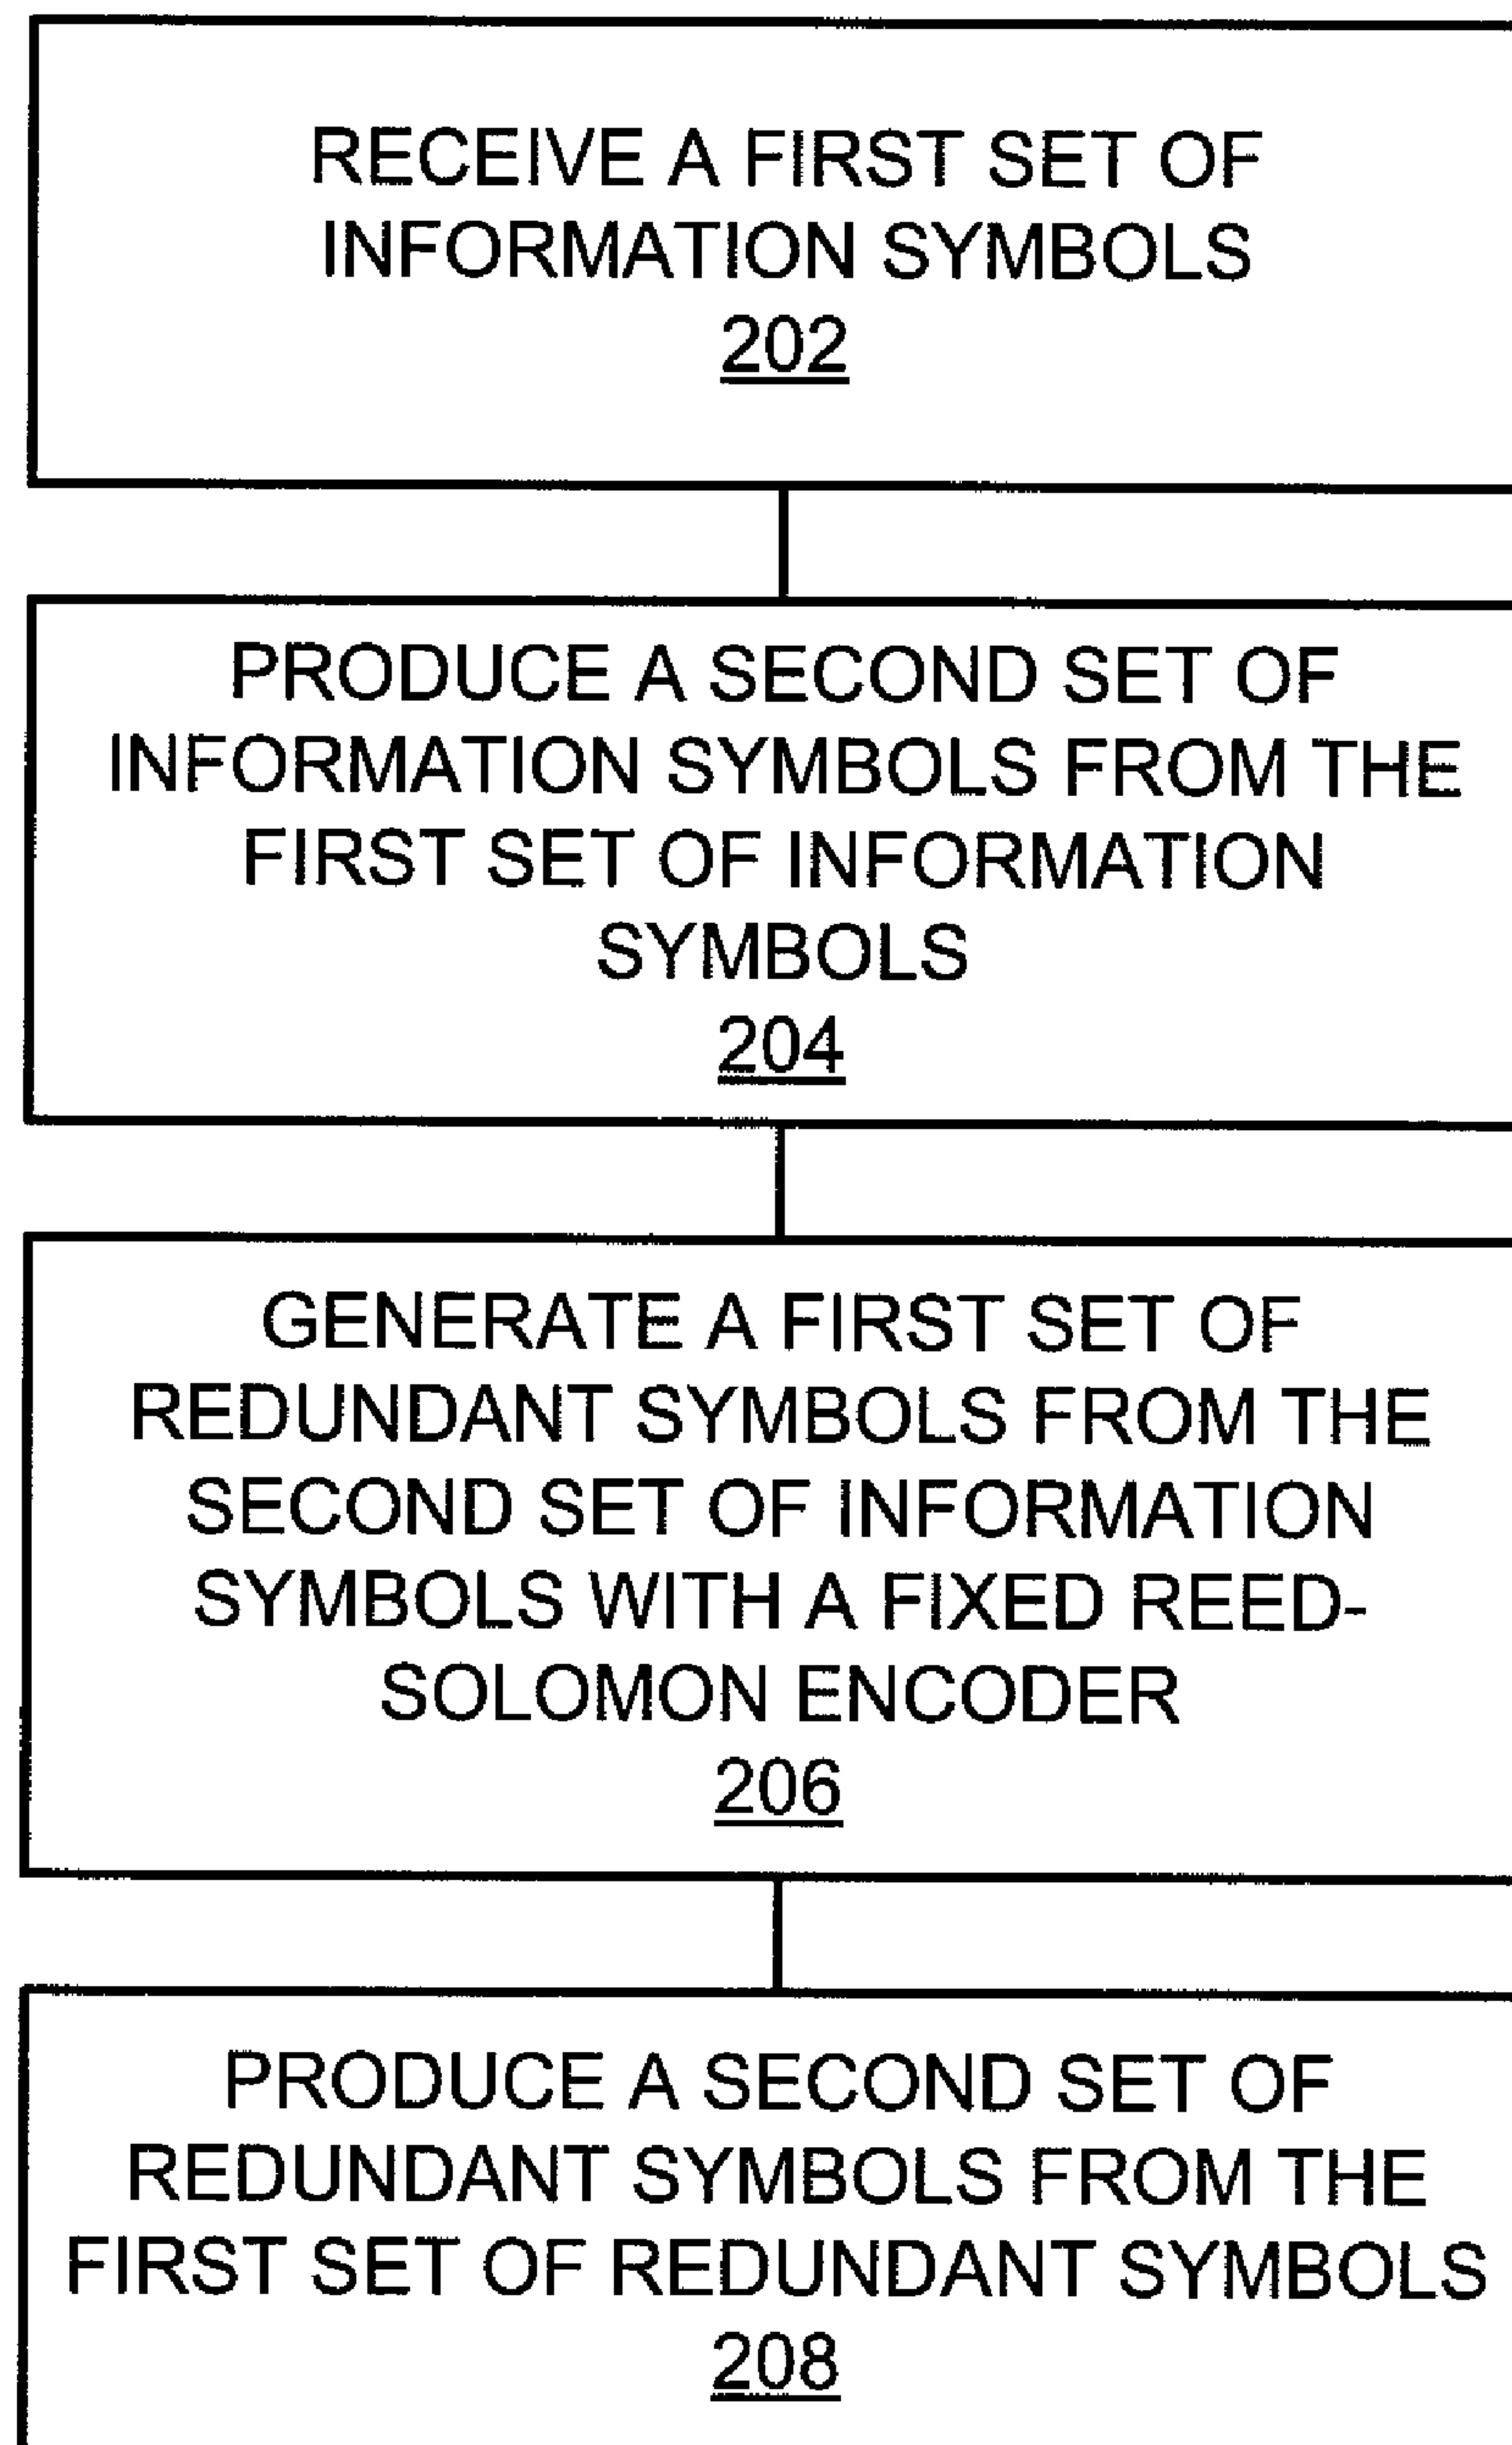 RECEIVE A FIRST SET OF
INFORMATION SYMBOLS
202
PRODUCE A SECOND SET OF
INFORMATION SYMBOLS FROM THE
FIRST SET OF INFORMATION
SYMBOLS
204
GENERATE A FIRST SET OF
REDUNDANT SYMBOLS FROM THE
SECOND SET OF INFORMATION
SYMBOLS WITH A FIXED REED-
SOLOMON ENCODER
206
PRODUCE A SECOND SET OF
REDUNDANT SYMBOLS FROM THE
FIRST SET OF REDUNDANT SYMBOLS
208